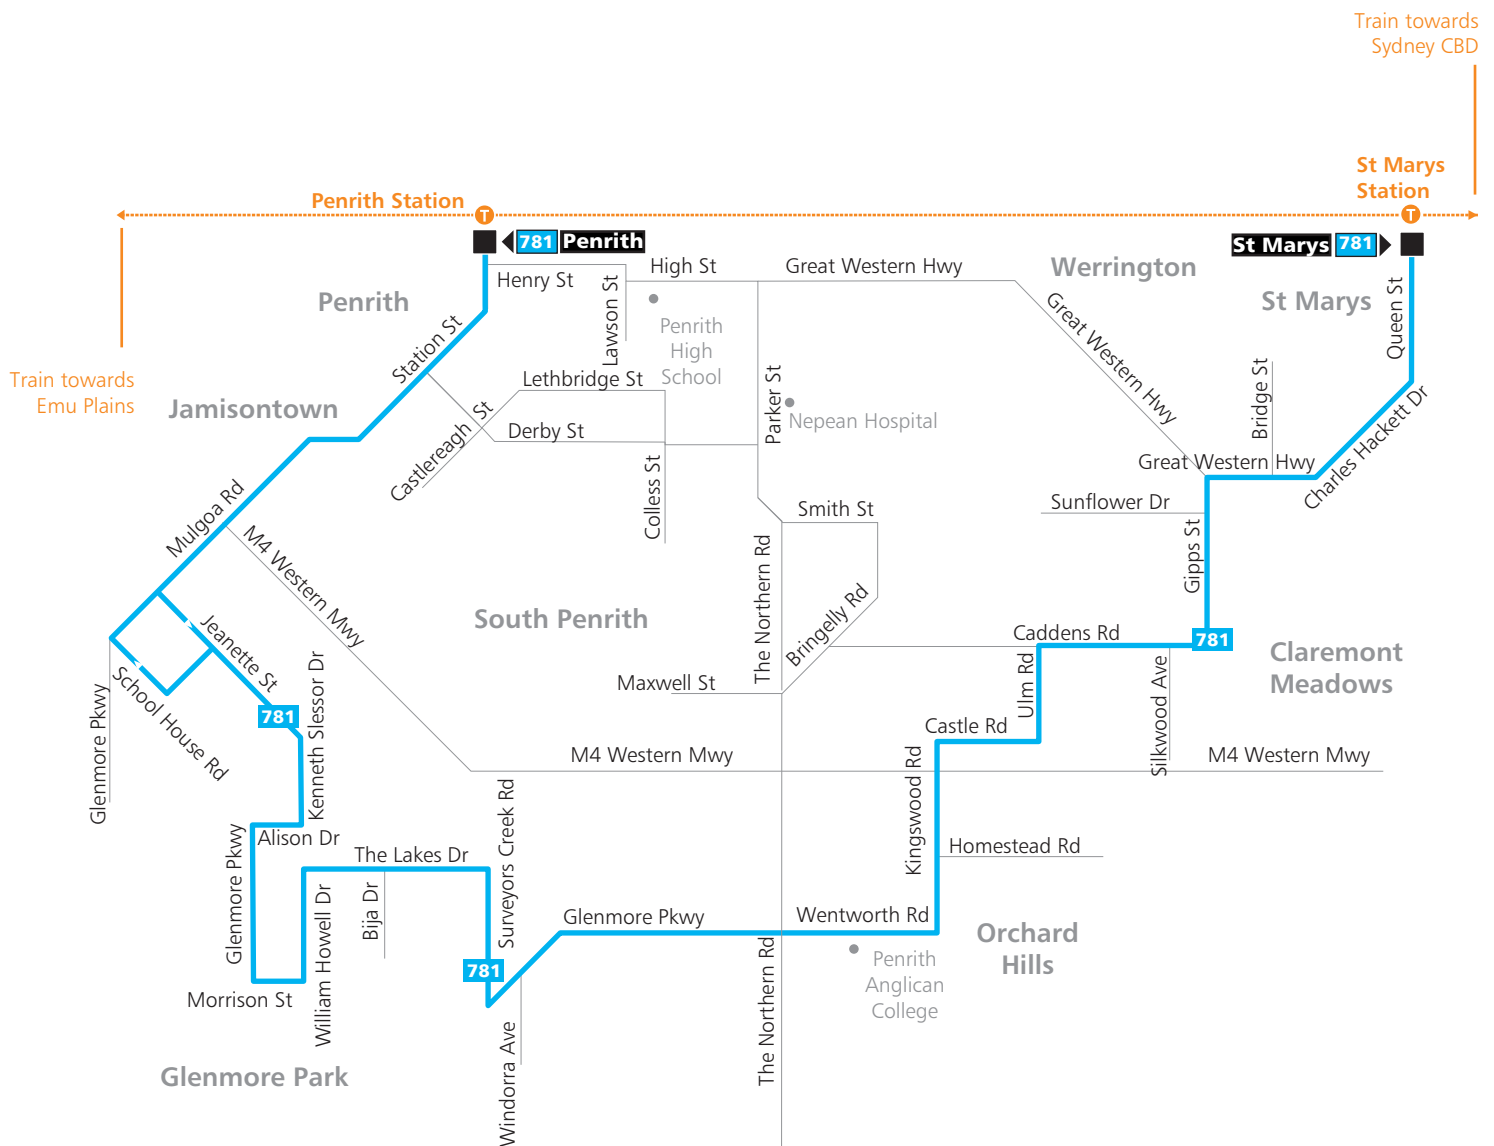 Train towards
Sydney CBD
St Marys
Station
Penrith Station
T
T
781 Penrith
St Marys 781
Werrington
High St
Great Western Hwy
Henry St
Penrith
St Marys
Lawson St
Queen St
Penrith
High
School
Great Western Hwy
Station St
Train towards
Emu Plains
Lethbridge St
Parker St
Bridge St
Jamisontown
Castlereagh St
Nepean Hospital
Derby St
Charles Hackett Dr
Great Western Hwy
Colless St
Mulgoa Rd
Sunflower Dr
Smith St
M4 Western Mwy
The Northern Rd
Gipps St
South Penrith
Bringelly Rd
Caddens Rd
781
Jeanette St
Claremont
Meadows
Ulm Rd
Silkwood Ave
Maxwell St
School House Rd
Glenmore Pkwy
781
Kenneth Slessor Dr
Castle Rd
M4 Western Mwy
M4 Western Mwy
Kingswood Rd
Surveyors Creek Rd
Alison Dr
Homestead Rd
The Lakes Dr
Glenmore Pkwy
Bija Dr
William Howell Dr
Glenmore Pkwy
Wentworth Rd
Orchard
Hills
Penrith
Anglican
College
781
Morrison St
The Northern Rd
Windorra Ave
Glenmore Park